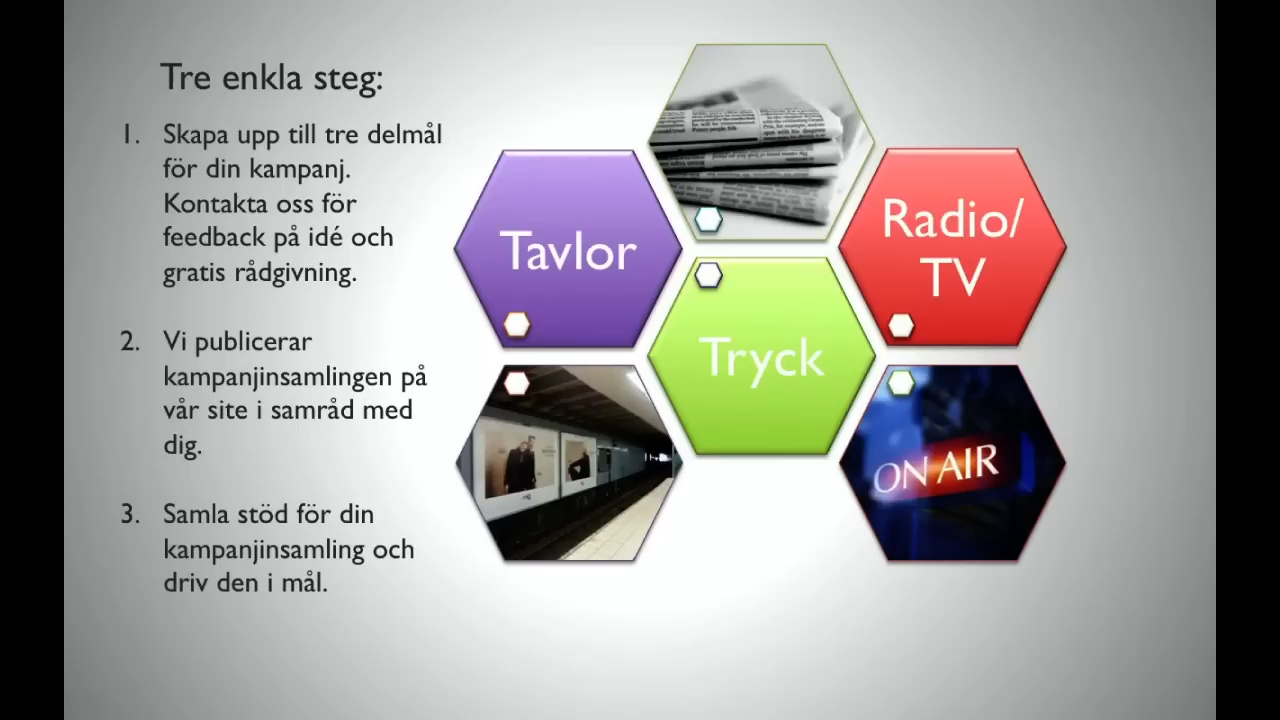 Tre enkla steg:
1. Skapa upp till tre delmål
för din kampanj.
Kontakta oss för
feedback på idé och
gratis rådgivning.
2. Vi publicerar
kampanjinsamlingen på
vår site i samråd med
dig.
3. Samla stöd för din
kampanjinsamling och
driv den i mål.
Tavlor
Radio/
TV
Tryck
ON AIR